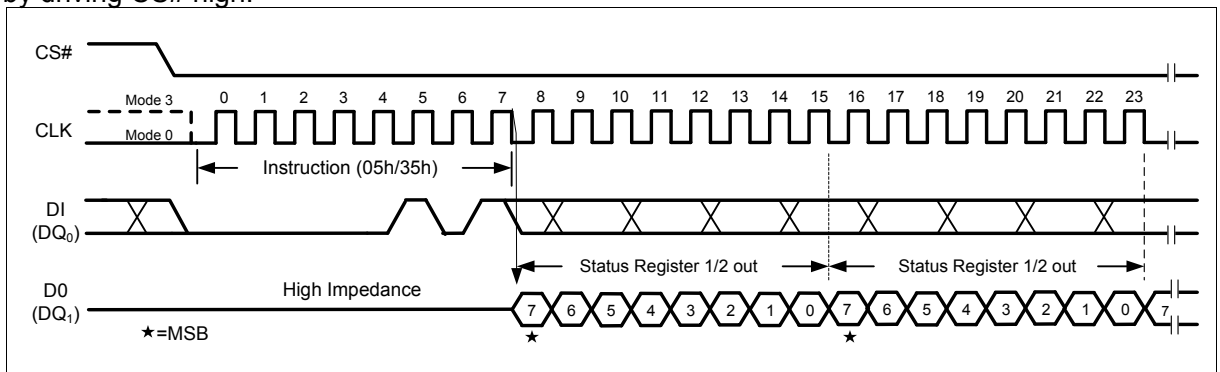 by driving CS# high.
CS#
Mode 3
0 1 2 3 4 5 6 7 8 9 10 11 12 13 14 15 16 17 18 19 20 21 22 23
CLK
Mode 0
Instruction (05h/35h)
DI
(DQ0)
Status Register 1/2 out Status Register 1/2 out
D0
(DQ1)
High Impedance
7 6 5 4 3 2 1 0 7 6 5 4 3 2 1 0 7
★=MSB ★ ★